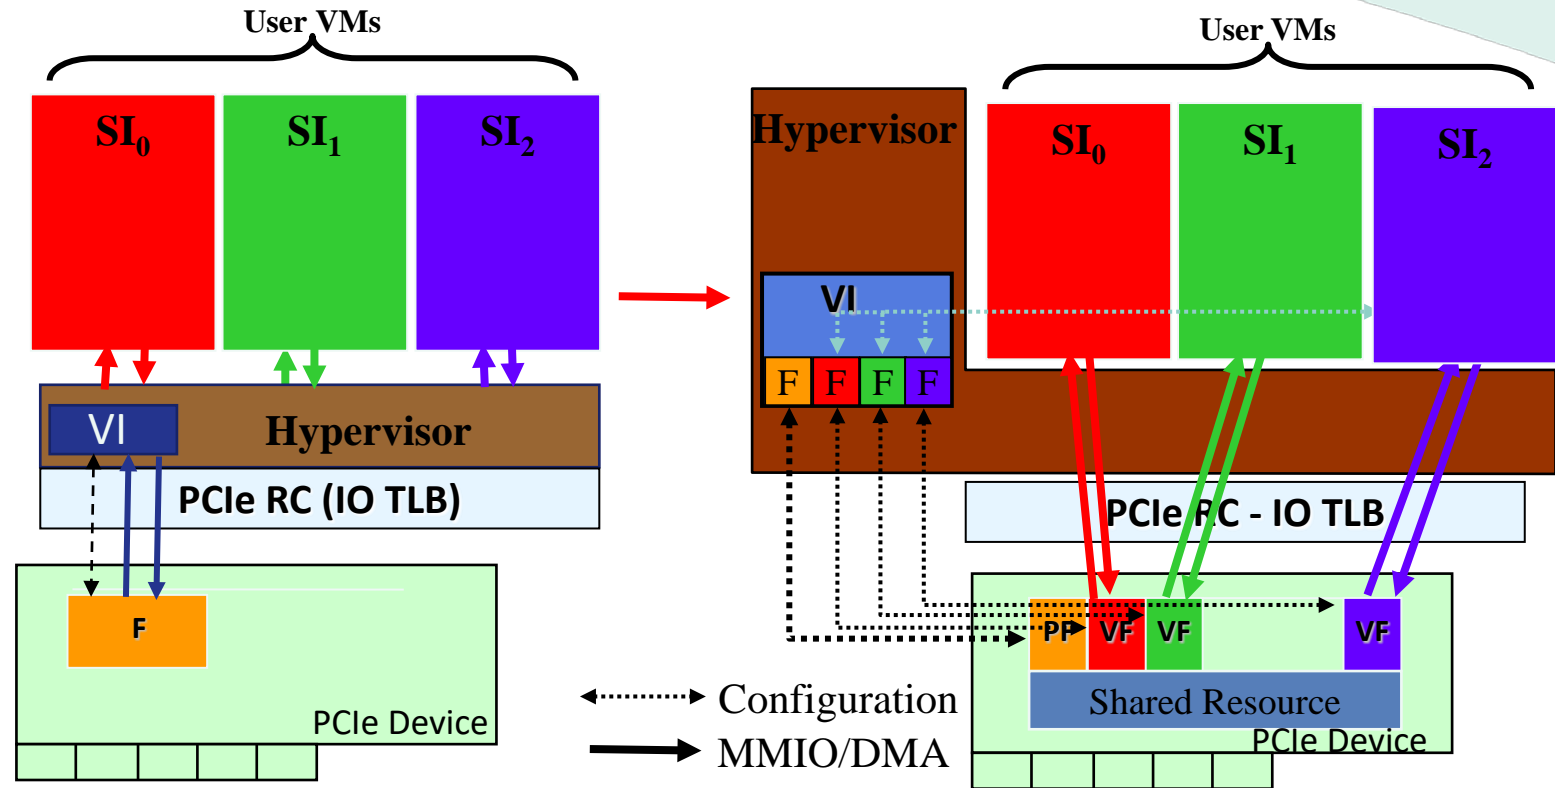 User VMs
SI0
SI1
SI2
VI
Hypervisor
PCIe RC (IO TLB)
F
PCIe Device
Configuration
MMIO/DMA
User VMs
Hypervisor
SI0
SI1
SI2
VI
F F F F
PCIe RC - IO TLB
PF VF VF VF
Shared Resource
PCIe Device